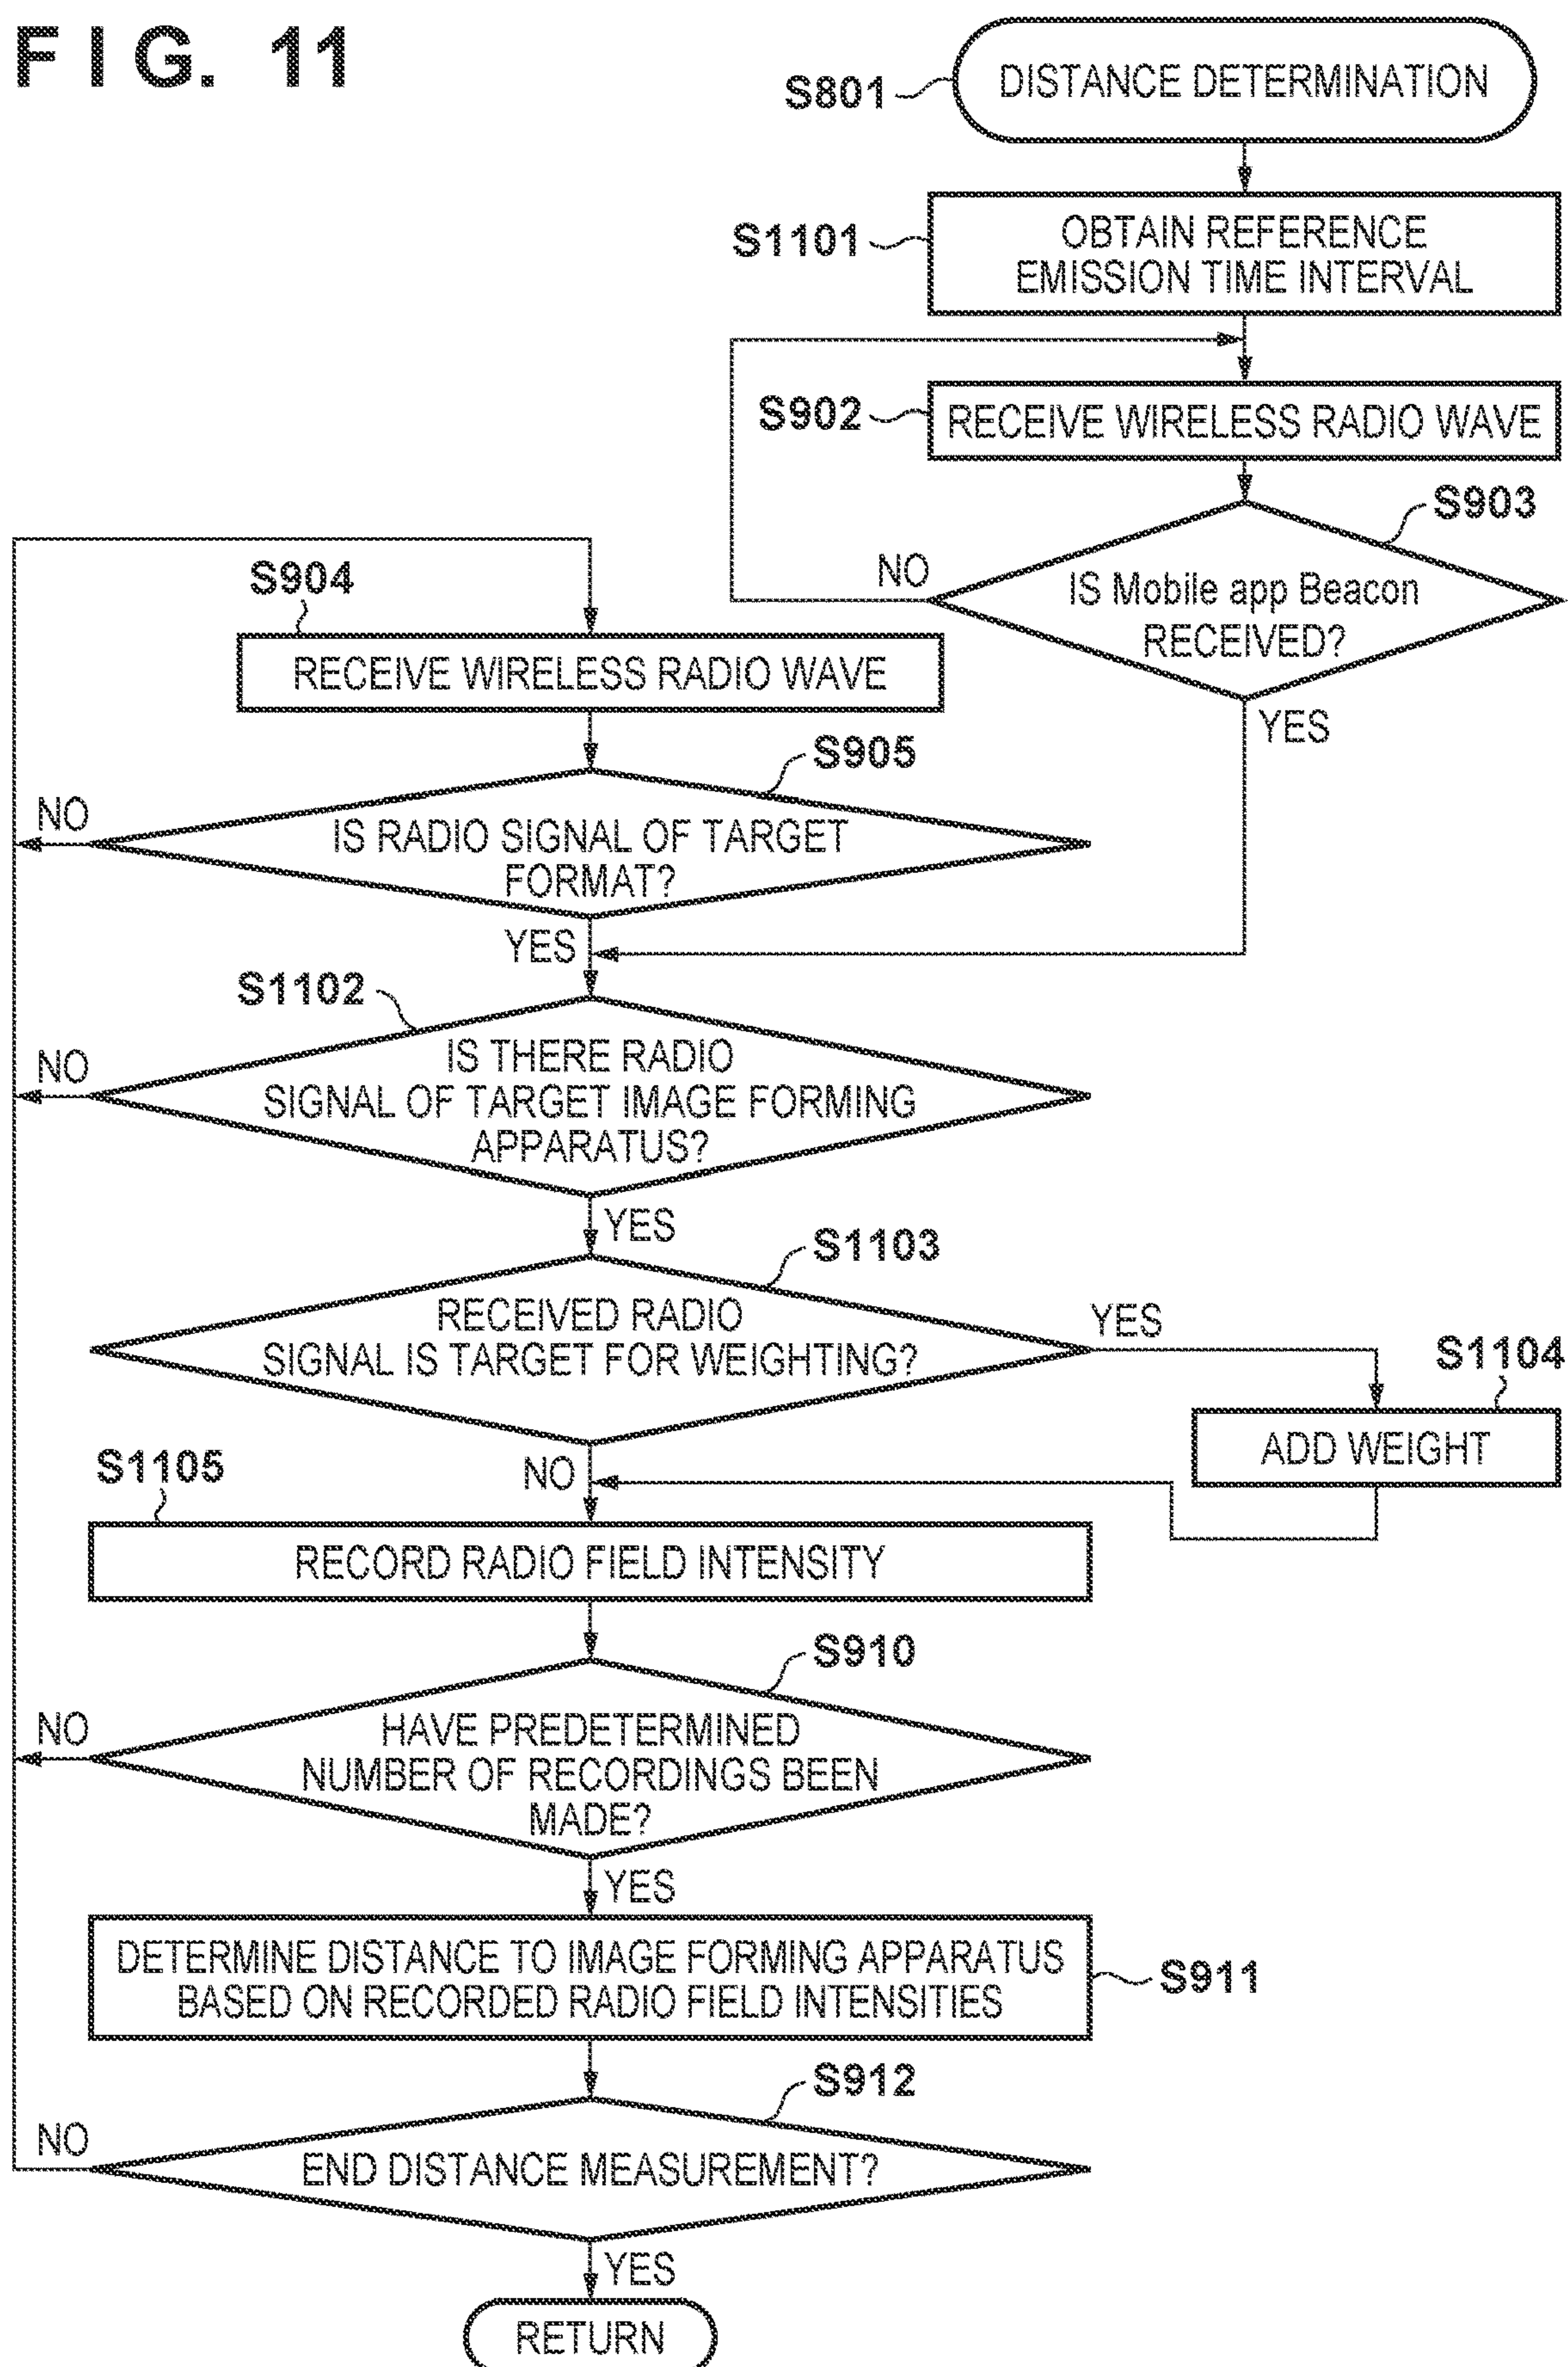 FIG. 11
S801
DISTANCE DETERMINATION
S1101
OBTAIN REFERENCE
EMISSION TIME INTERVAL
S902
RECEIVE WIRELESS RADIO WAVE
S903
NO
IS Mobile app Beacon
RECEIVED?
YES
S904
RECEIVE WIRELESS RADIO WAVE
S905
NO
IS RADIO SIGNAL OF TARGET
FORMAT?
YES
S1102
NO
IS THERE RADIO
SIGNAL OF TARGET IMAGE FORMING
APPARATUS?
YES
S1103
RECEIVED RADIO
SIGNAL IS TARGET FOR WEIGHTING?
YES
S1104
ADD WEIGHT
NO
S1105
RECORD RADIO FIELD INTENSITY
S910
NO
HAVE PREDETERMINED
NUMBER OF RECORDINGS BEEN
MADE?
YES
DETERMINE DISTANCE TO IMAGE FORMING APPARATUS
BASED ON RECORDED RADIO FIELD INTENSITIES
S911
S912
NO
END DISTANCE MEASUREMENT?
YES
RETURN